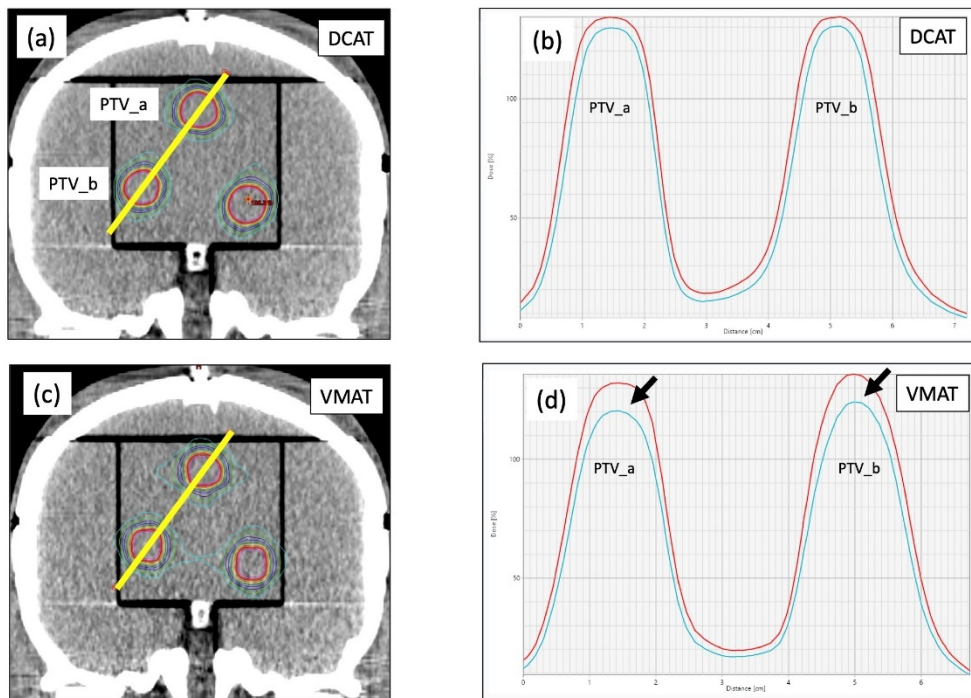 (a)
DCAT
PTV_a
PTV_b
(b)
DCAT
PTV_a
PTV_b
100
50
Dose [%]
0
1
2
3
4
5
6
7
Distance [cm]
(c)
VMAT
(d)
VMAT
PTV_a
PTV_b
100
50
Dose [%]
0
1
2
3
4
5
6
Distance [cm]